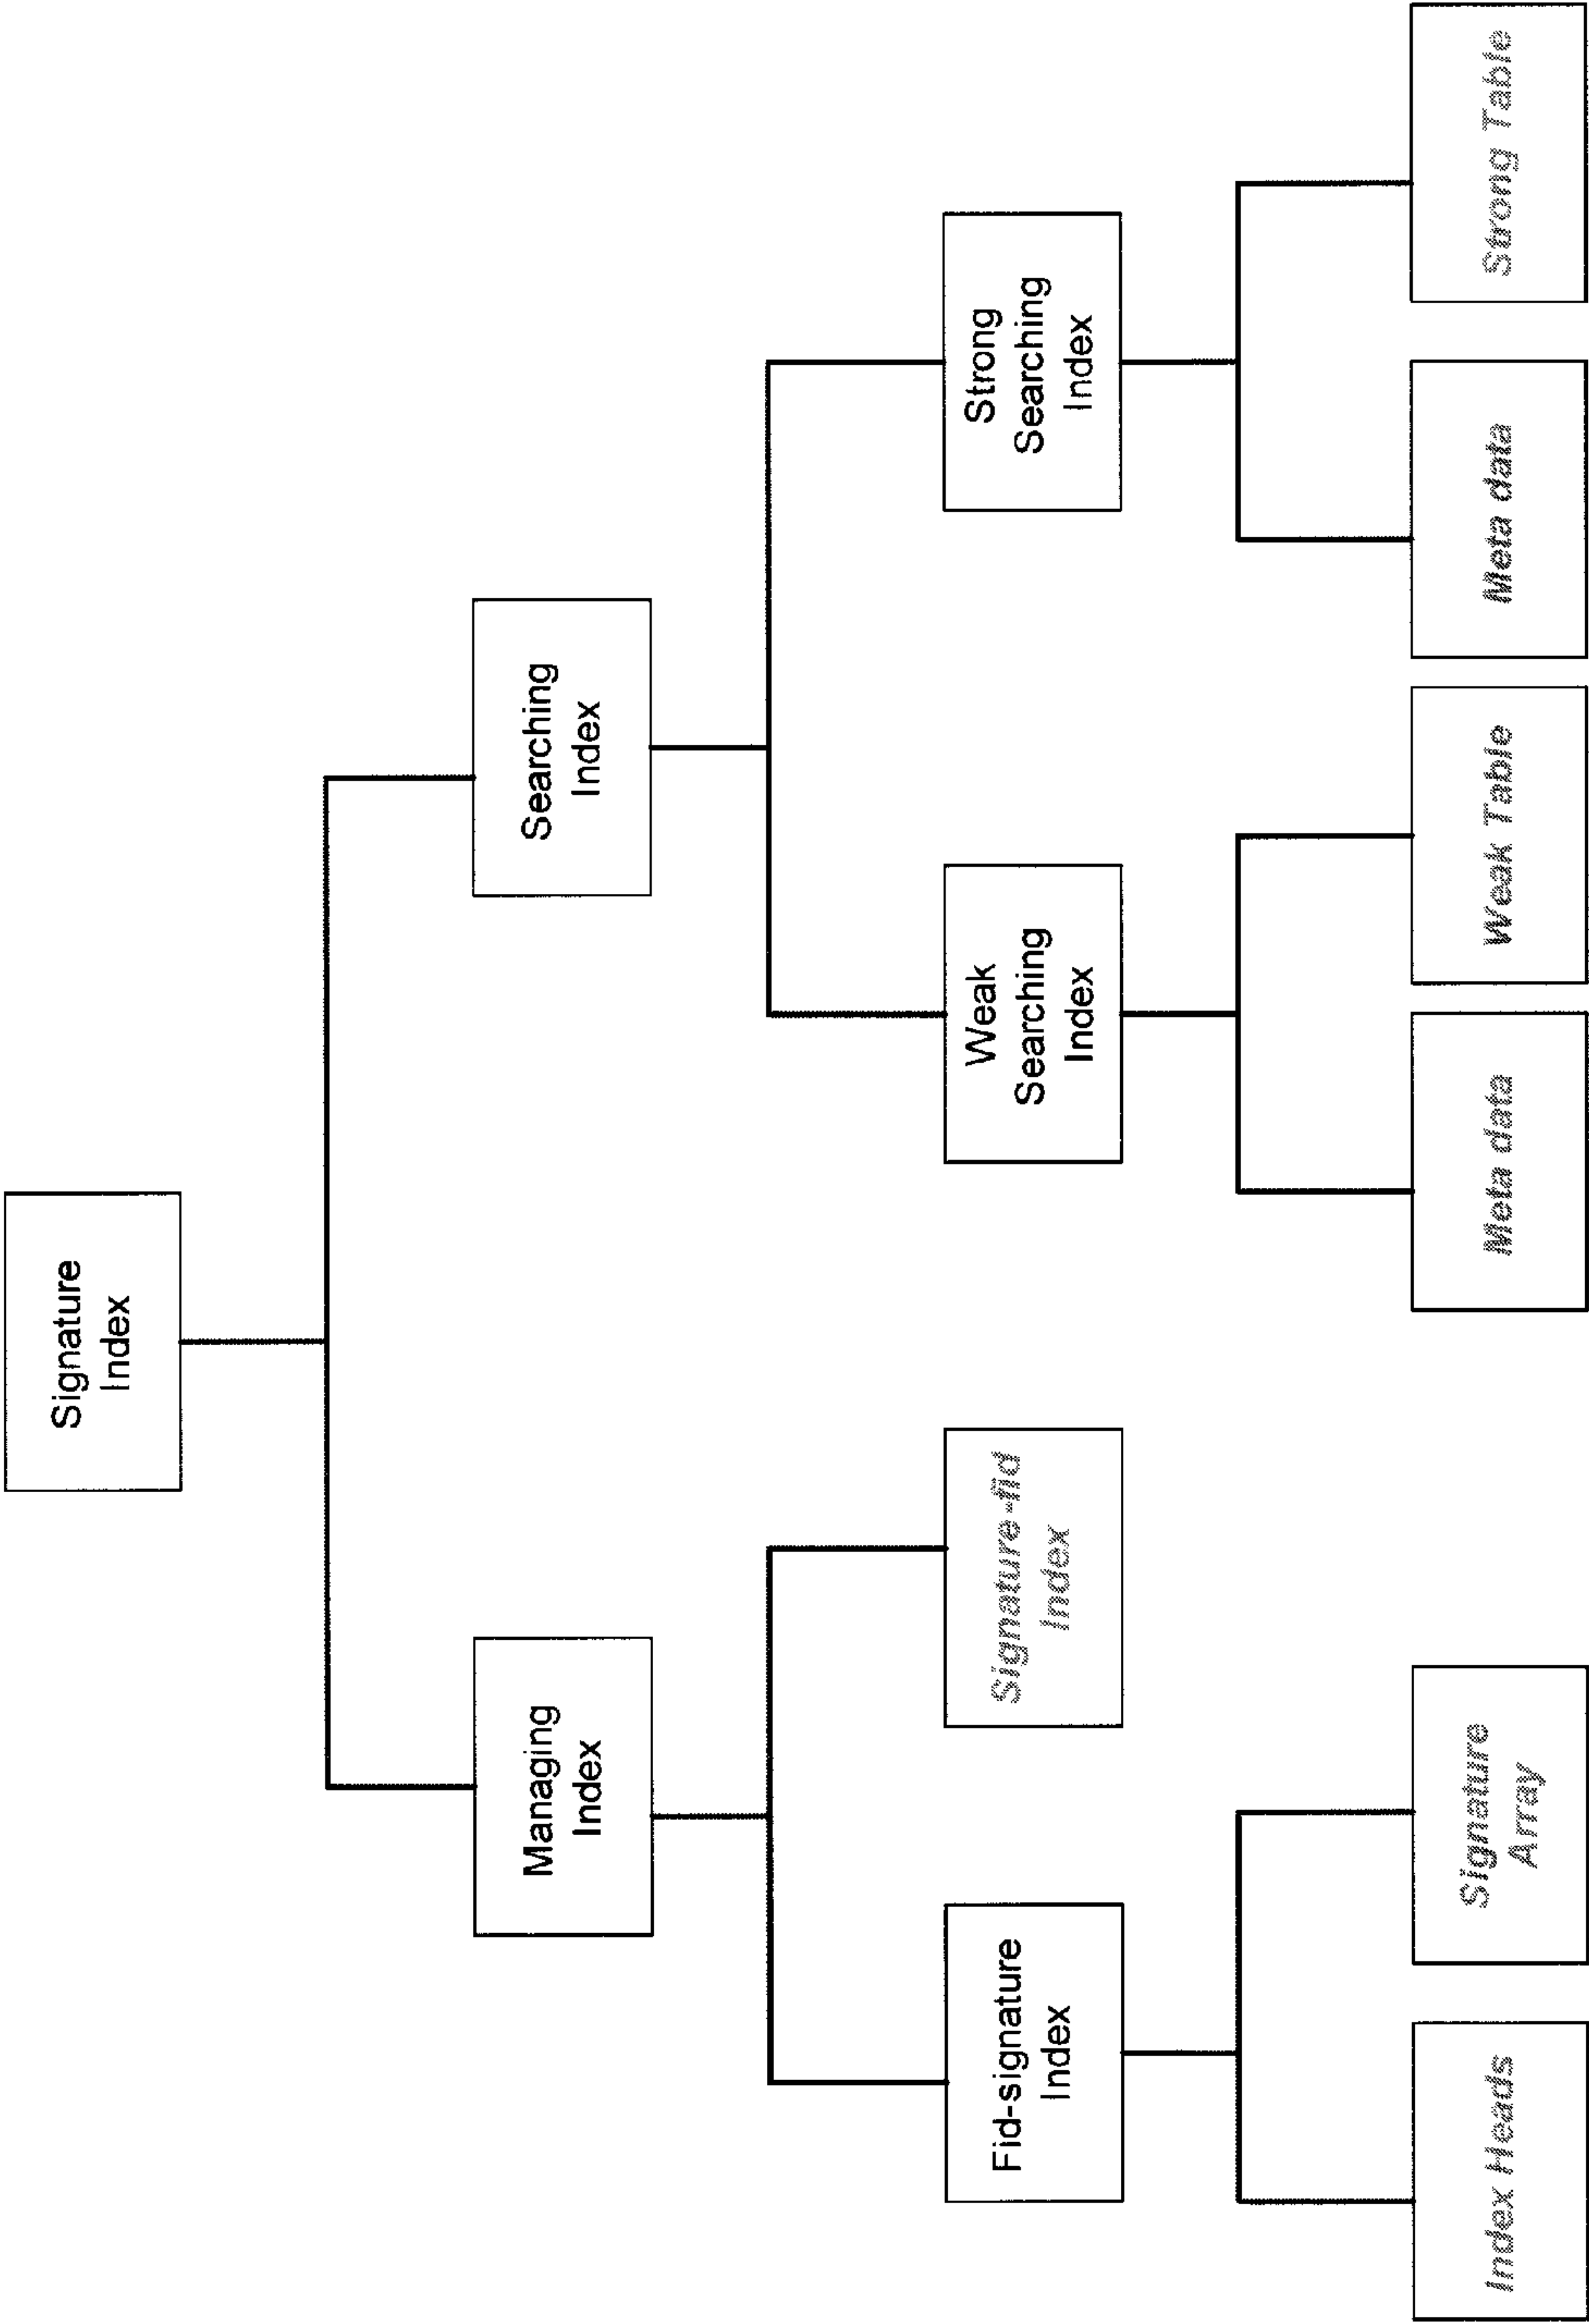 Signature
Index
Managing
Index
Searching
Index
Fid-signature
Index
Signature-fid
Index
Weak
Searching
Index
Strong
Searching
Index
Index Heads
Signature
Array
Meta data
Weak Table
Meta data
Strong Table